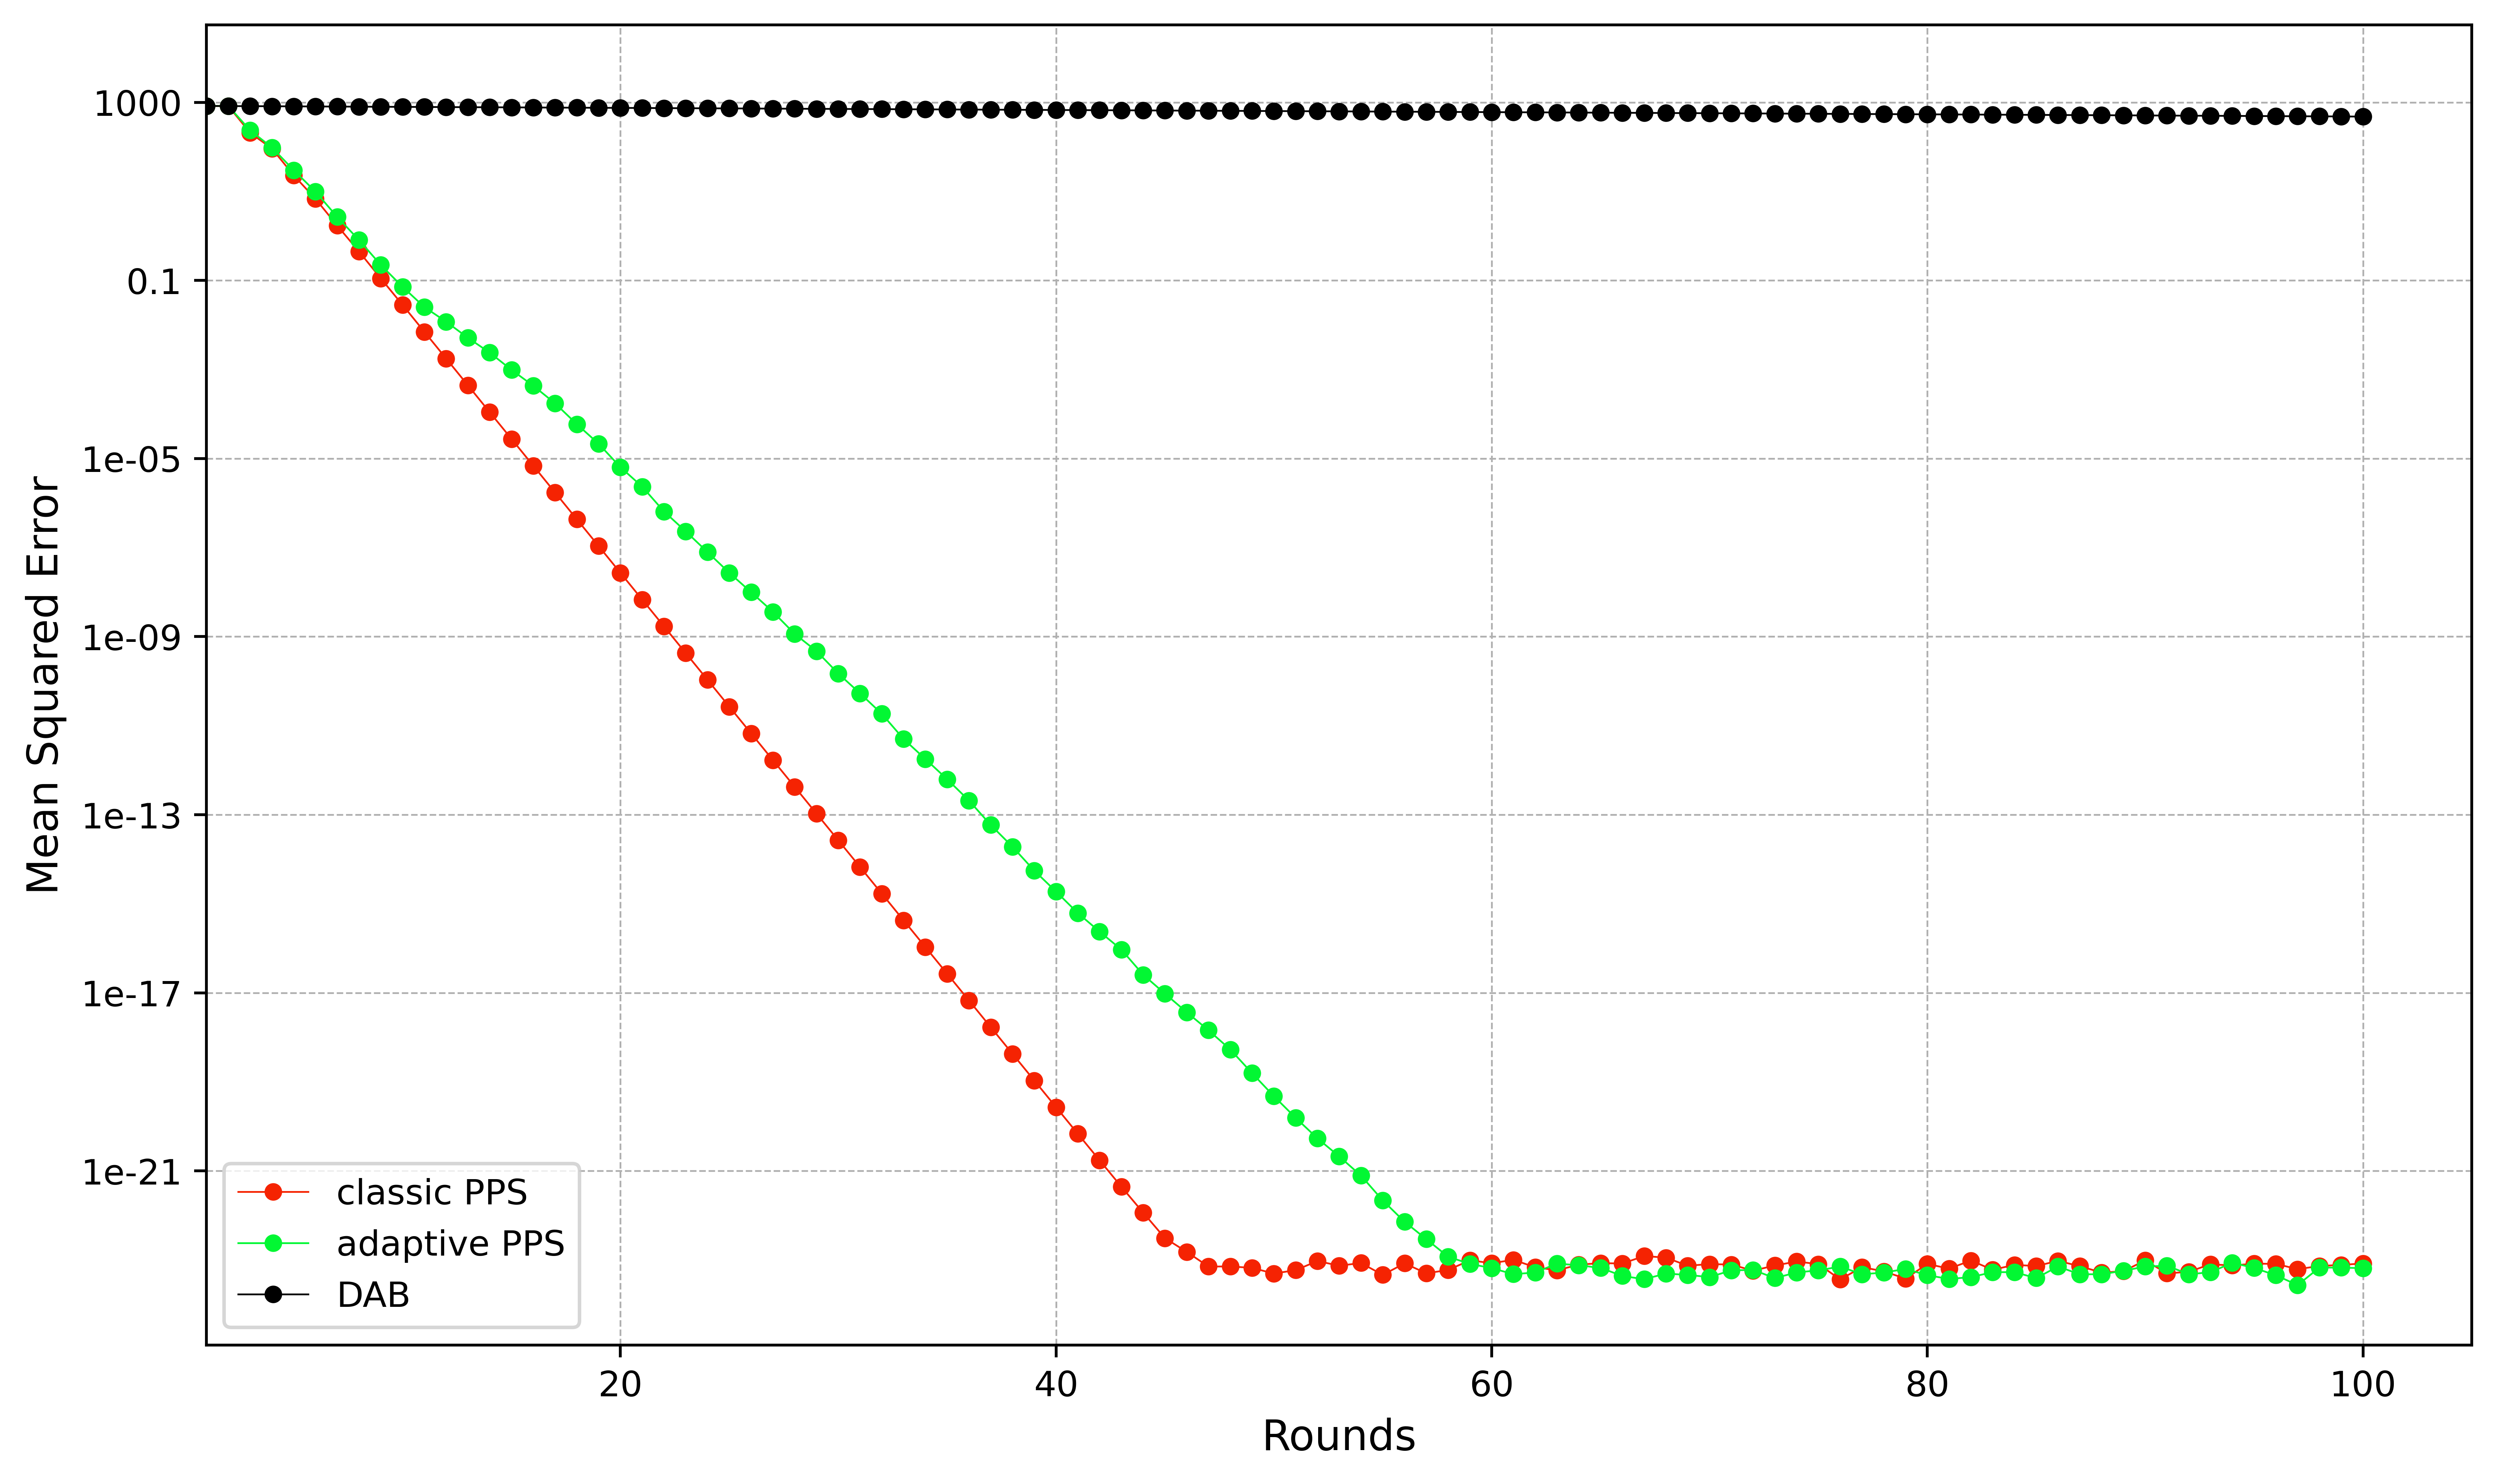 Mean Squared Error
1000
0.1
1e-05
1e-09
1e-13
1e-17
1e-21
classic PPS
adaptive PPS
DAB
20 40 60 80 100
Rounds